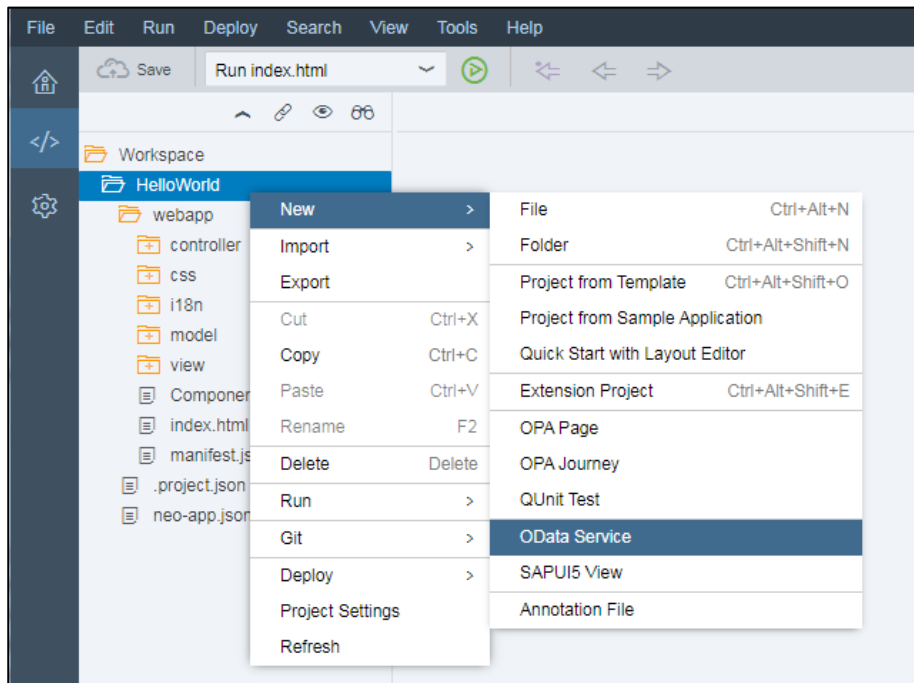 File Edit Run Deploy Search View Tools Help
Save Run index.html
</>
Workspace
HelloWorld
webapp
controller
css
i18n
model
view
Componen
index.html
manifest.js
.project.json
neo-app.json
New >
Import >
Export
Cut Ctrl+X
Copy Ctrl+C
Paste Ctrl+V
Rename F2
Delete Delete
Run >
Git >
Deploy >
Project Settings
Refresh
File Ctrl+Alt+N
Folder Ctrl+Alt+Shift+N
Project from Template Ctrl+Alt+Shift+O
Project from Sample Application
Quick Start with Layout Editor
Extension Project Ctrl+Alt+Shift+E
OPA Page
OPA Journey
QUnit Test
OData Service
SAPUI5 View
Annotation File